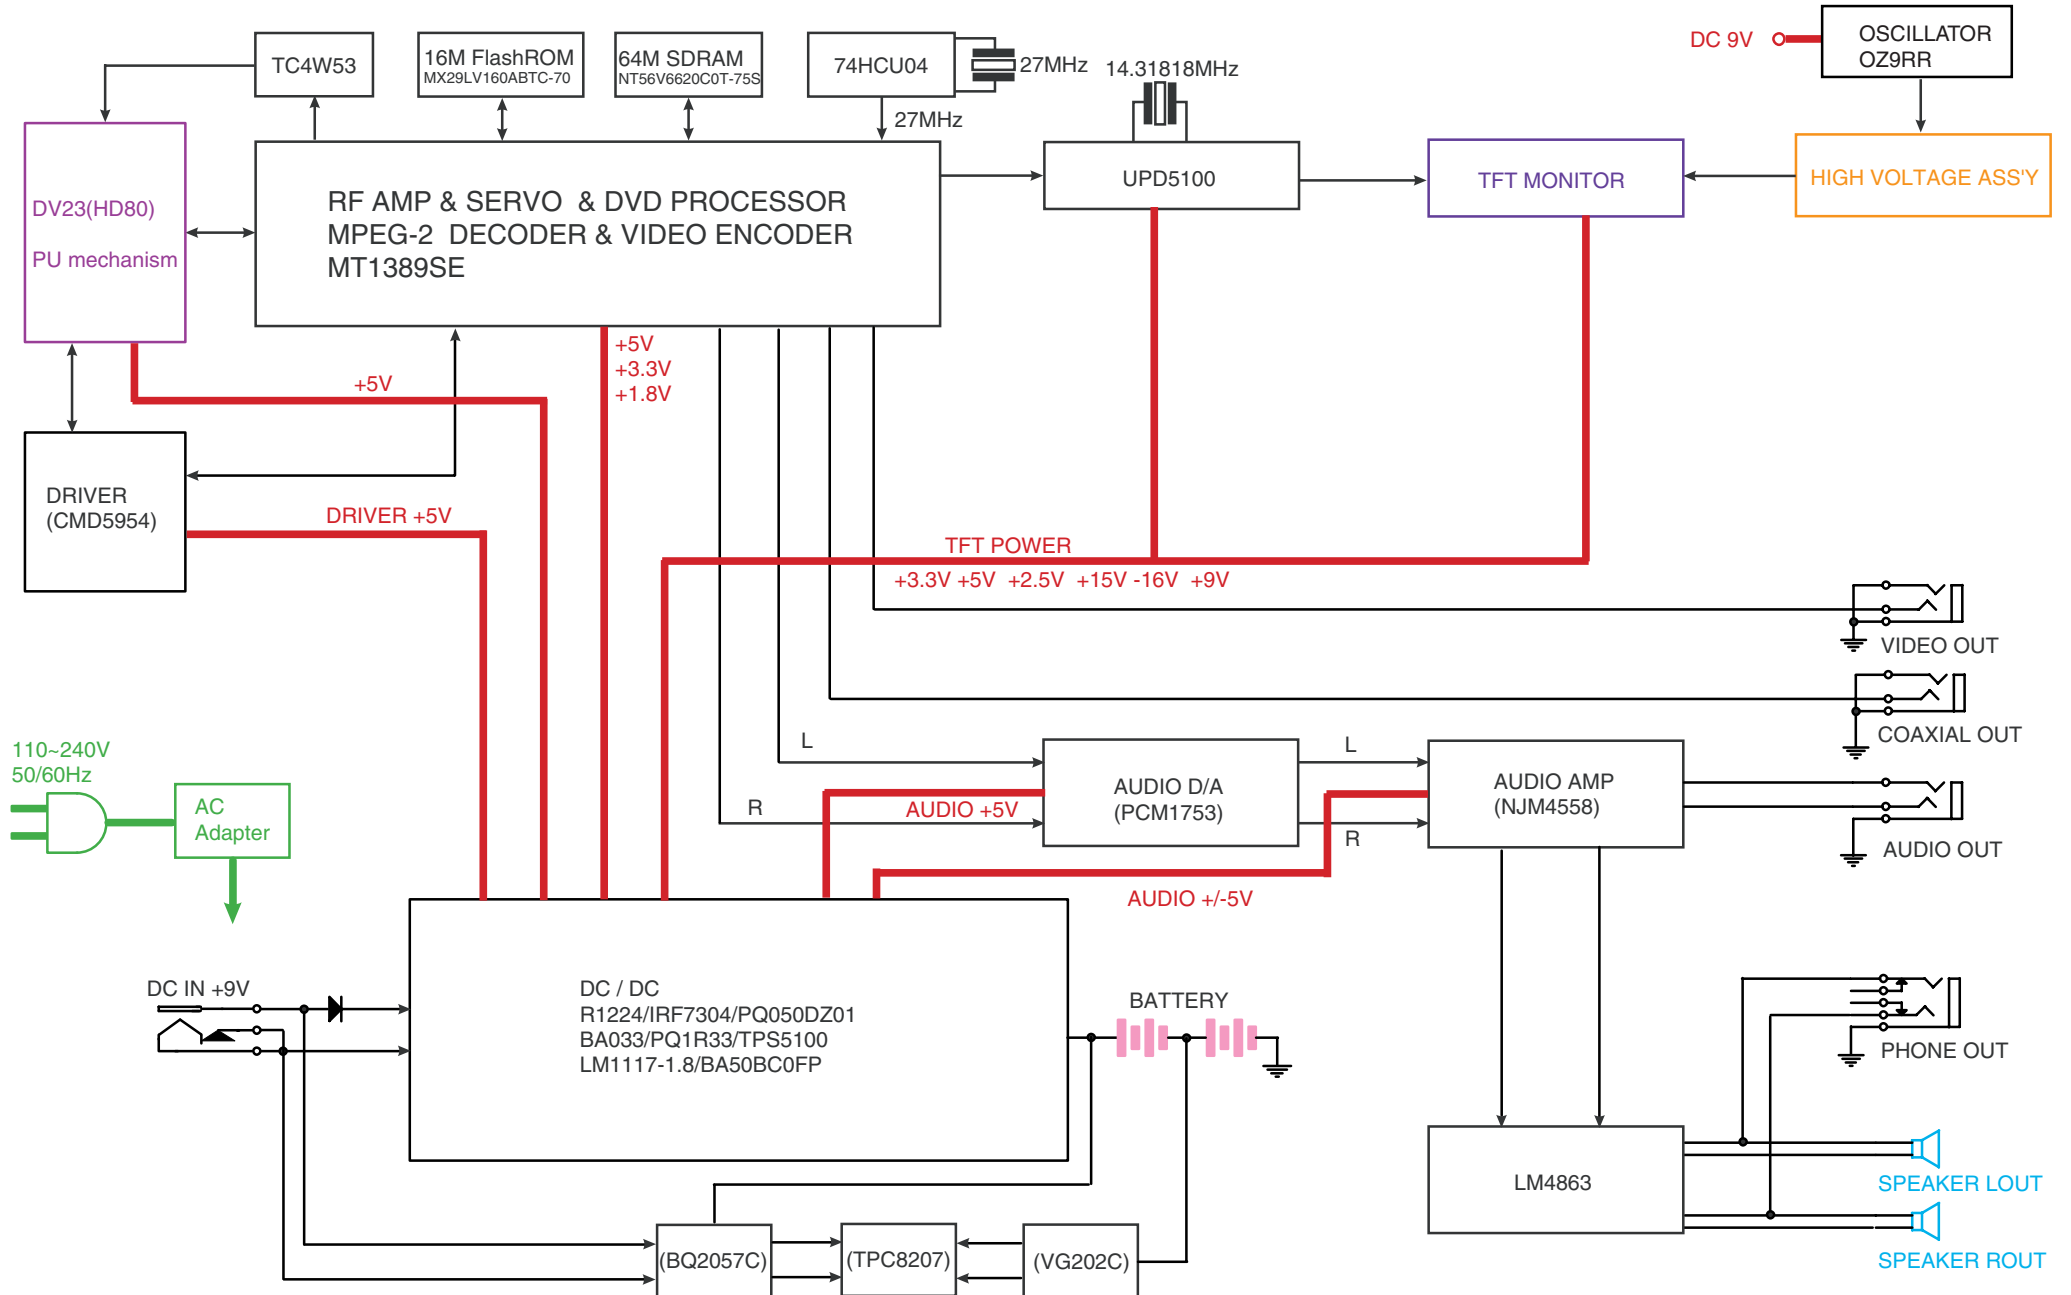 TC4W53
16M FlashROM
MX29LV160ABTC-70
64M SDRAM
NT56V6620C0T-75S
74HCU04
27MHz
27MHz
14.31818MHz
DC 9V
OSCILLATOR
OZ9RR
DV23(HD80)
PU mechanism
RF AMP & SERVO & DVD PROCESSOR
MPEG-2 DECODER & VIDEO ENCODER
MT1389SE
UPD5100
TFT MONITOR
HIGH VOLTAGE ASS'Y
+5V
+5V
+3.3V
+1.8V
DRIVER
(CMD5954)
DRIVER +5V
TFT POWER
+3.3V +5V +2.5V +15V -16V +9V
VIDEO OUT
COAXIAL OUT
110~240V
50/60Hz
AC
Adapter
L
R
AUDIO +5V
AUDIO D/A
(PCM1753)
L
R
AUDIO AMP
(NJM4558)
AUDIO OUT
AUDIO +/-5V
DC IN +9V
DC / DC
R1224/IRF7304/PQ050DZ01
BA033/PQ1R33/TPS5100
LM1117-1.8/BA50BC0FP
BATTERY
PHONE OUT
LM4863
SPEAKER LOUT
SPEAKER ROUT
(BQ2057C)
(TPC8207)
(VG202C)